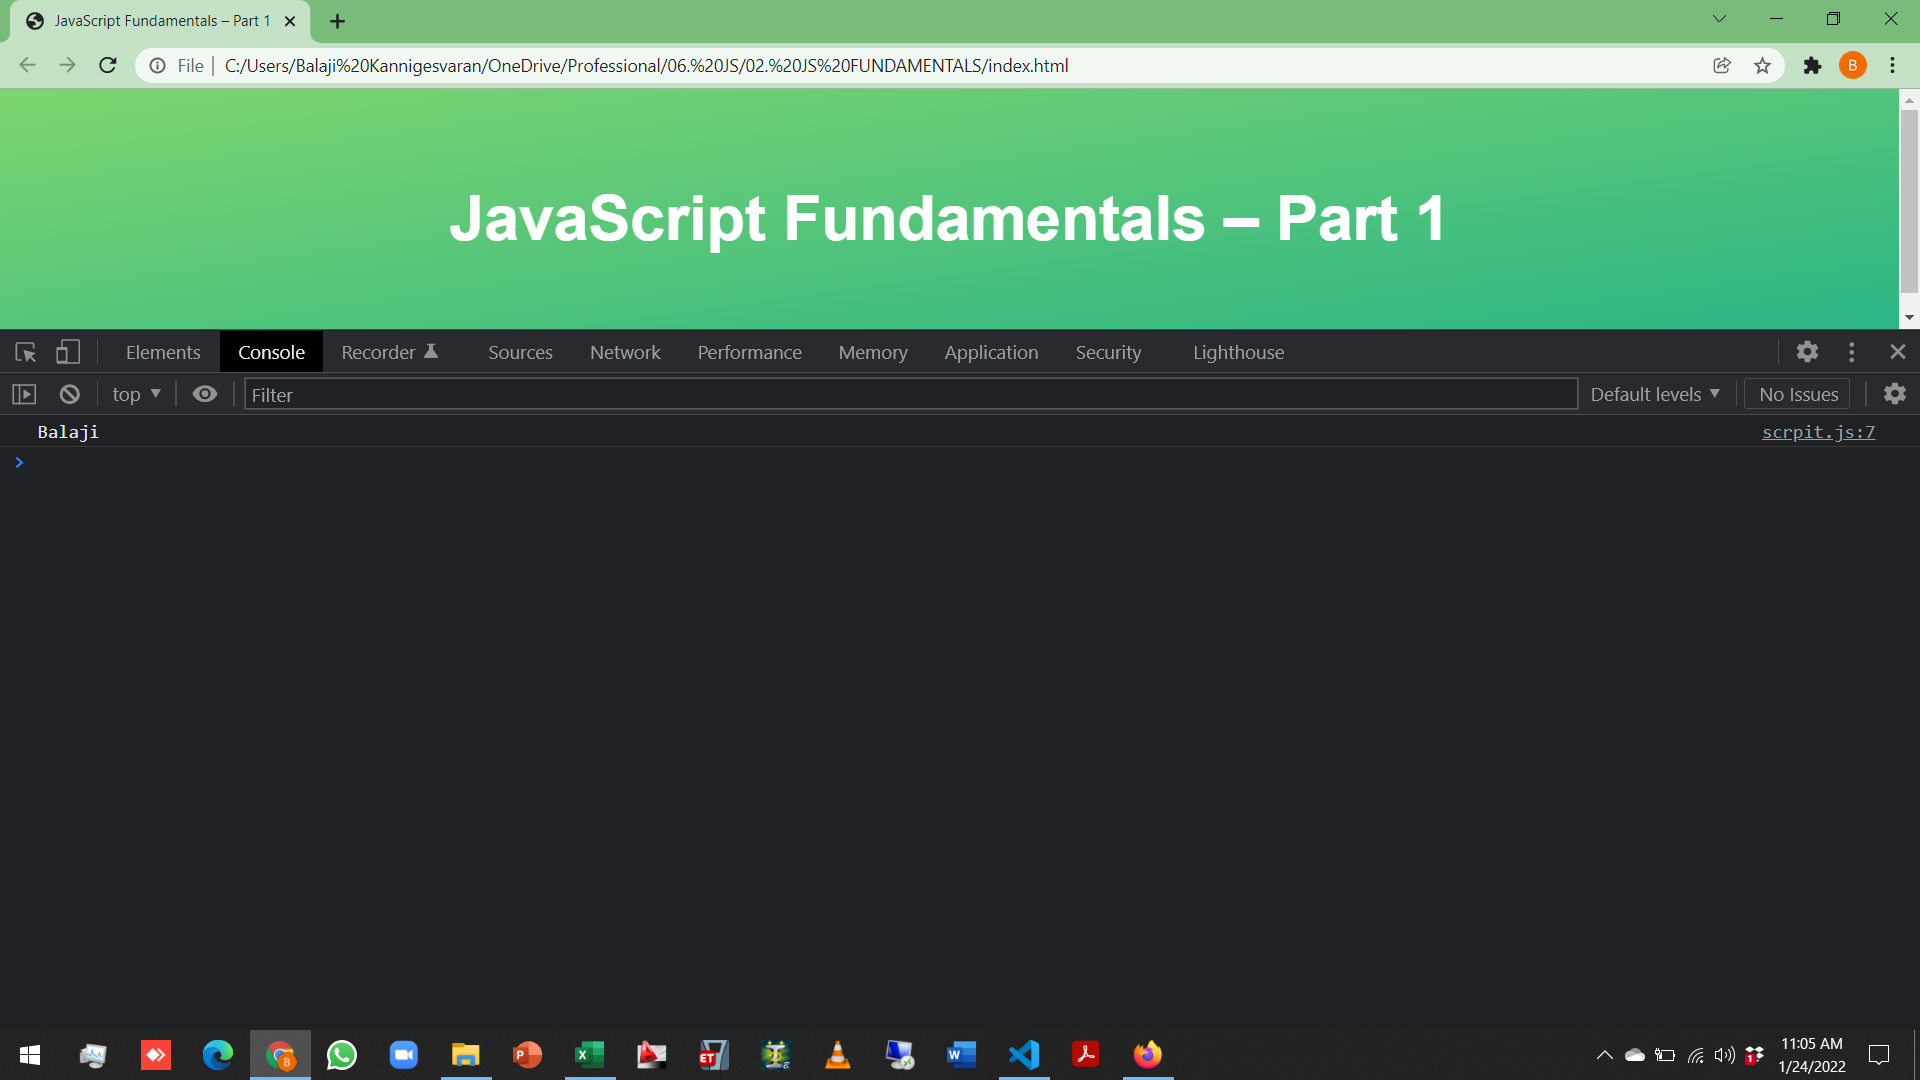 JavaScript Fundamentals – Part 1
File
C:/Users/Balaji%20Kannigesvaran/OneDrive/Professional/06.%20JS/02.%20JS%20FUNDAMENTALS/index.html
B
JavaScript Fundamentals – Part 1
Elements Console Recorder Sources Network Performance Memory Application Security Lighthouse
top Filter Default levels No Issues
Balaji scrpit.js:7
B P X ET W 1
11:05 AM
1/24/2022